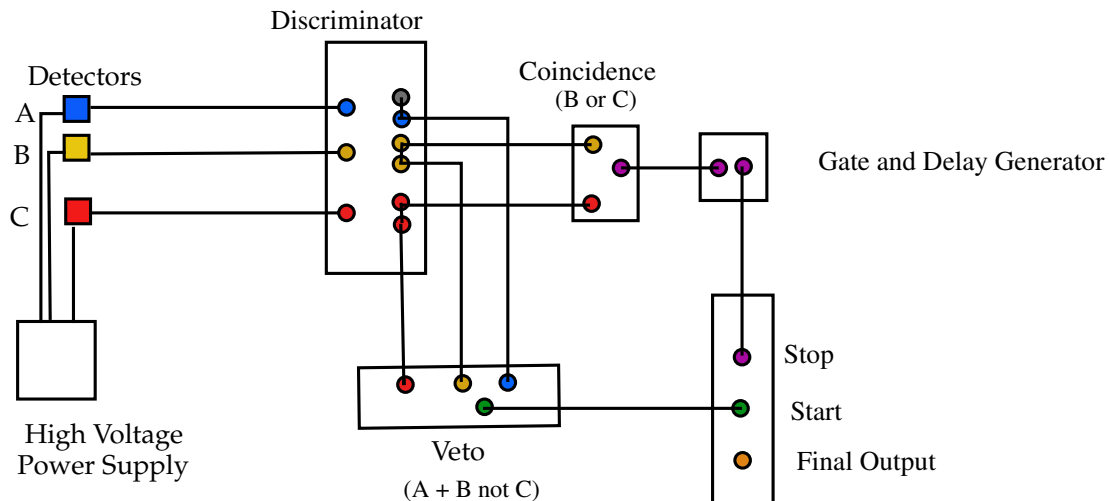 Discriminator
Detectors
Coincidence
(B or C)
A
B
C
Gate and Delay Generator
Stop
Start
Final Output
High Voltage
Power Supply
Veto
(A + B not C)